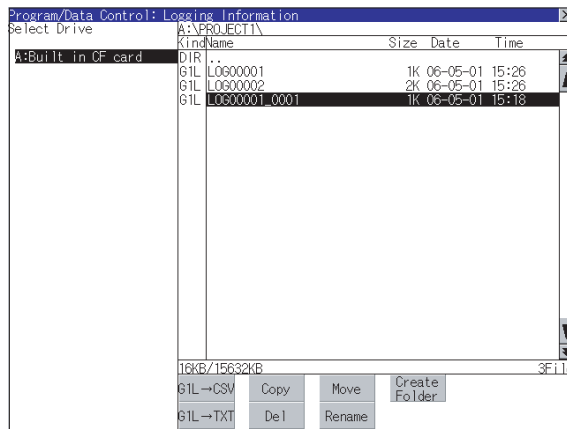 Program/Data Control: Logging Information
Select Drive
A:\PROJECT1\
Kind Name Size Date Time
A:Built in CF card
DIR ..
G1L LOG00001 1K 06-05-01 15:26
G1L LOG00002 2K 06-05-01 15:26
G1L LOG00001_0001 1K 06-05-01 15:18
16KB/15632KB 3Fil
G1L→CSV Copy Move Create Folder
G1L→TXT Del Rename